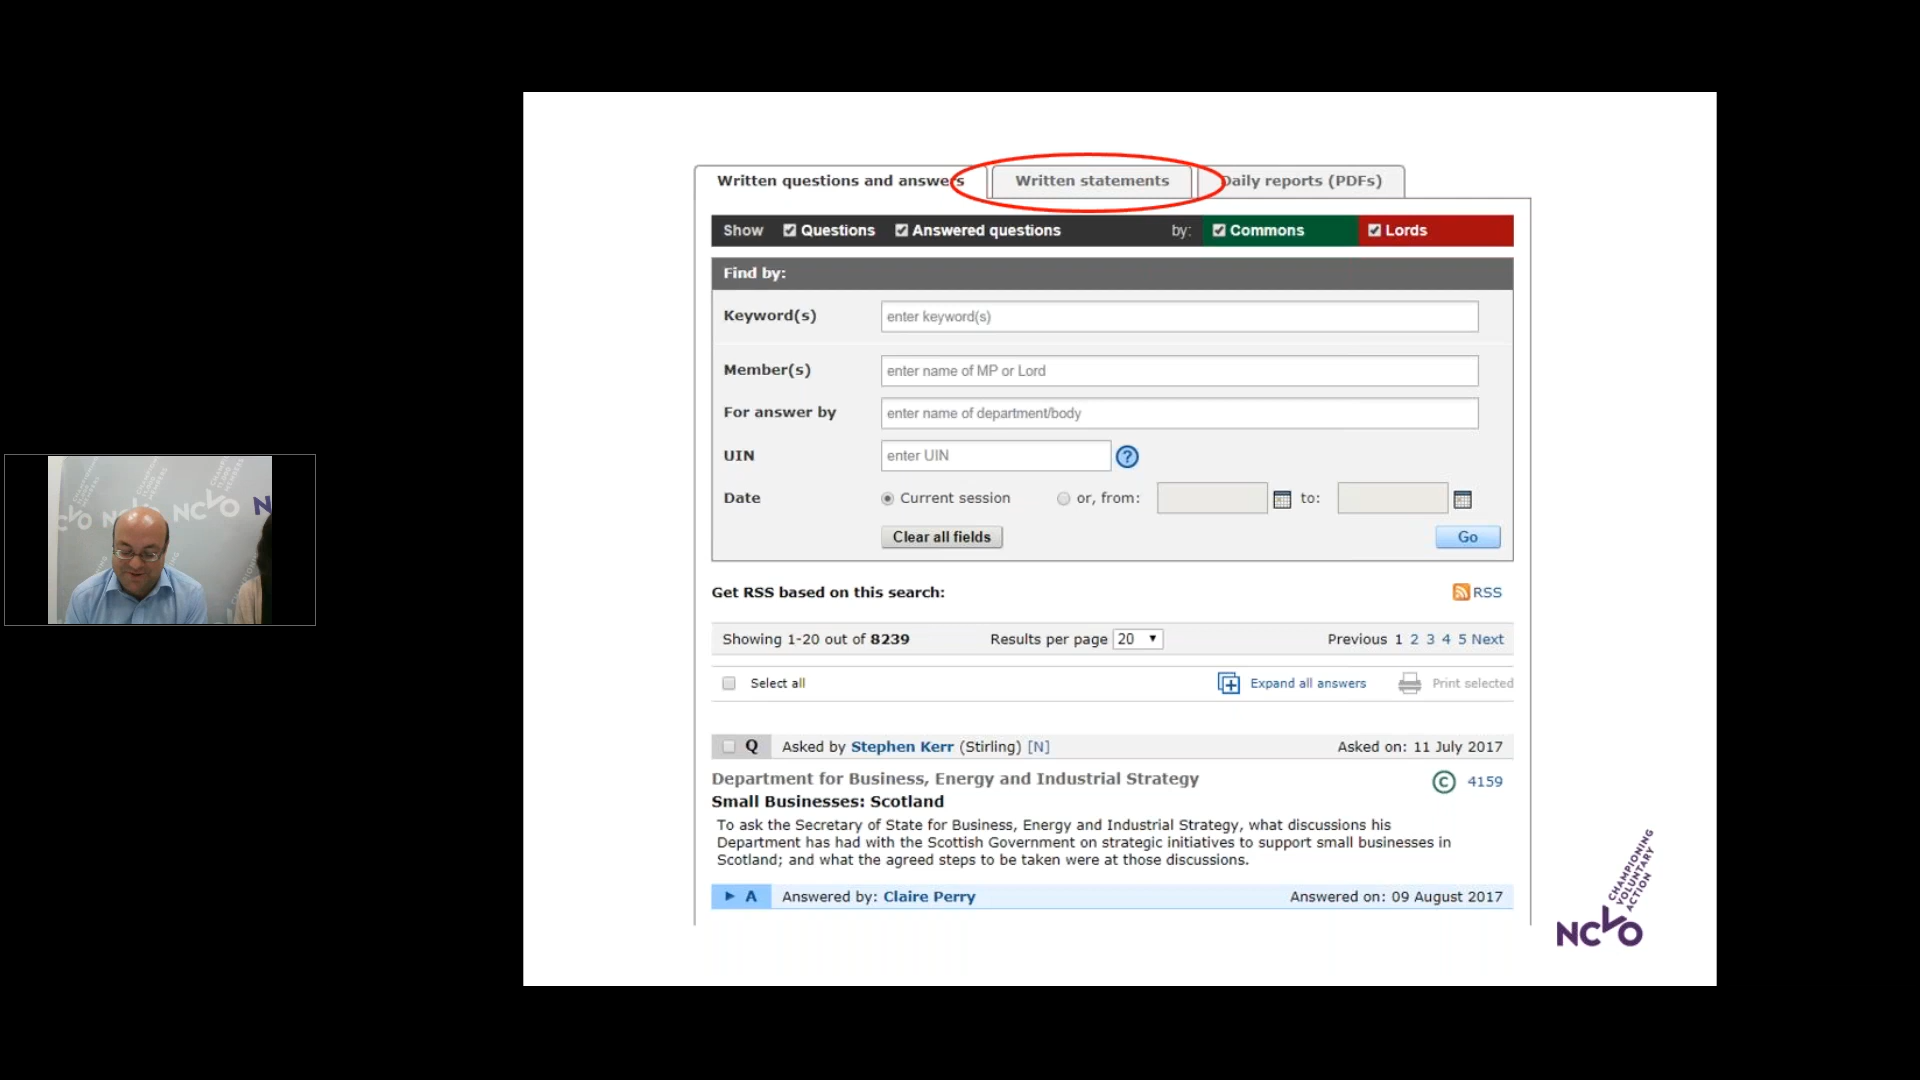 Written questions and answers Written statements Daily reports (PDFs)
Show Questions Answered questions by: Commons Lords
Find by:
Keyword(s) enter keyword(s)
Member(s) enter name of MP or Lord
For answer by enter name of department/body
UIN enter UIN ?
Date Current session or, from: to:
Clear all fields Go
Get RSS based on this search: RSS
Showing 1-20 out of 8239 Results per page 20 Previous 1 2 3 4 5 Next
Select all Expand all answers Print selected
Q Asked by Stephen Kerr (Stirling) [N] Asked on: 11 July 2017
Department for Business, Energy and Industrial Strategy C 4159
Small Businesses: Scotland
To ask the Secretary of State for Business, Energy and Industrial Strategy, what discussions his
Department has had with the Scottish Government on strategic initiatives to support small businesses in
Scotland; and what the agreed steps to be taken were at those discussions.
A Answered by: Claire Perry Answered on: 09 August 2017
CHAMPIONING
VOLUNTARY
ACTION
NCVO
NCVO